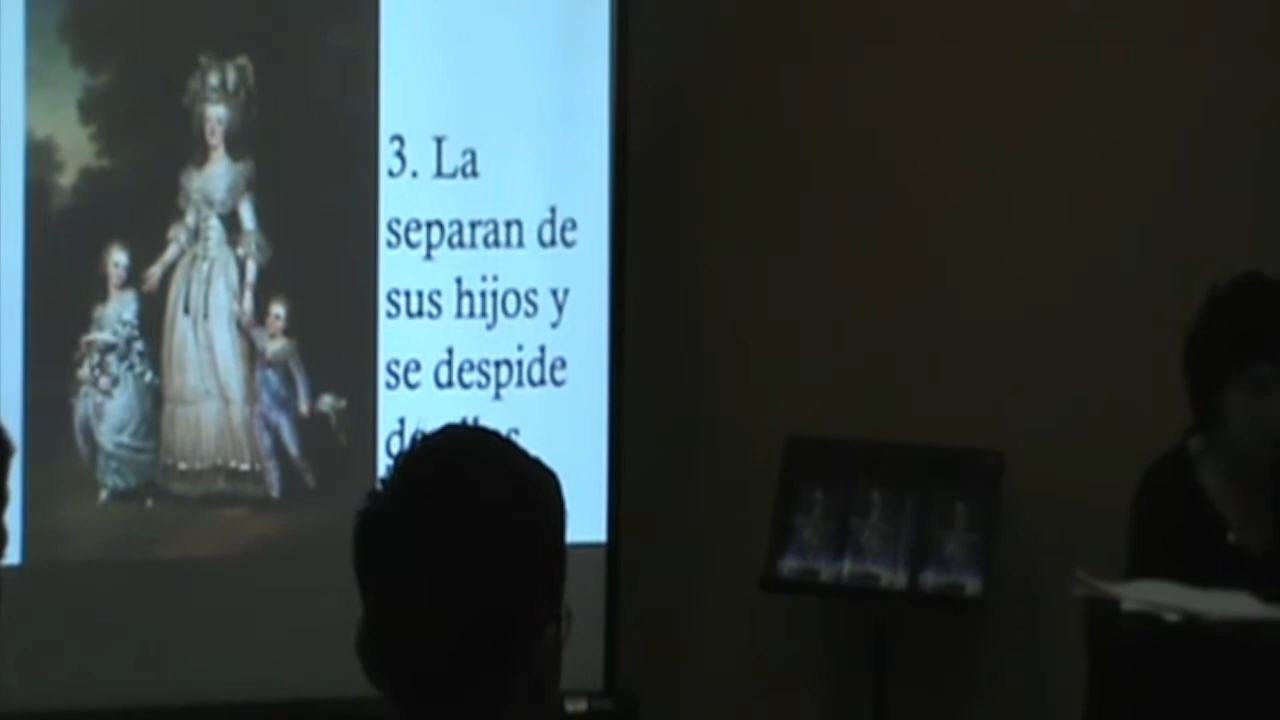 3. La
separan de
sus hijos y
se despide